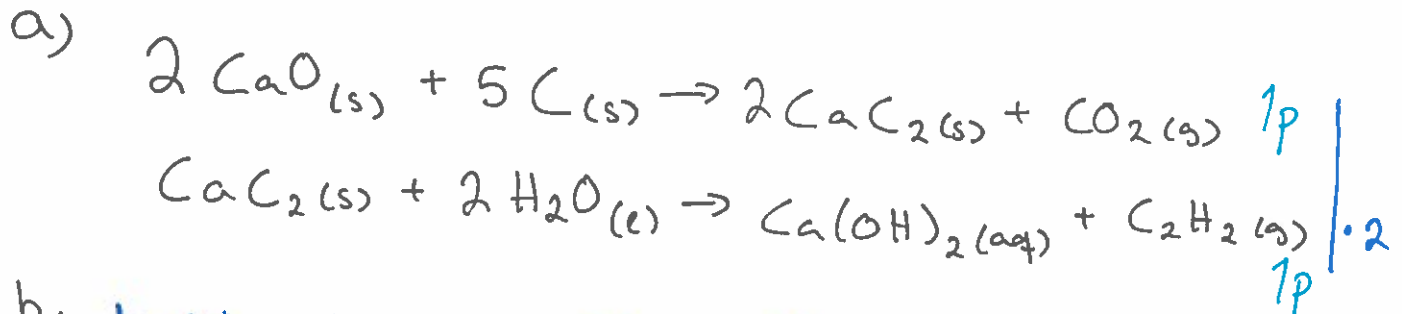 a)
2 CaO(s) + 5 C(s) → 2 CaC₂(s) + CO₂(g) 1p
CaC₂(s) + 2 H₂O(l) → Ca(OH)₂(aq) + C₂H₂(g) | · 2
1p